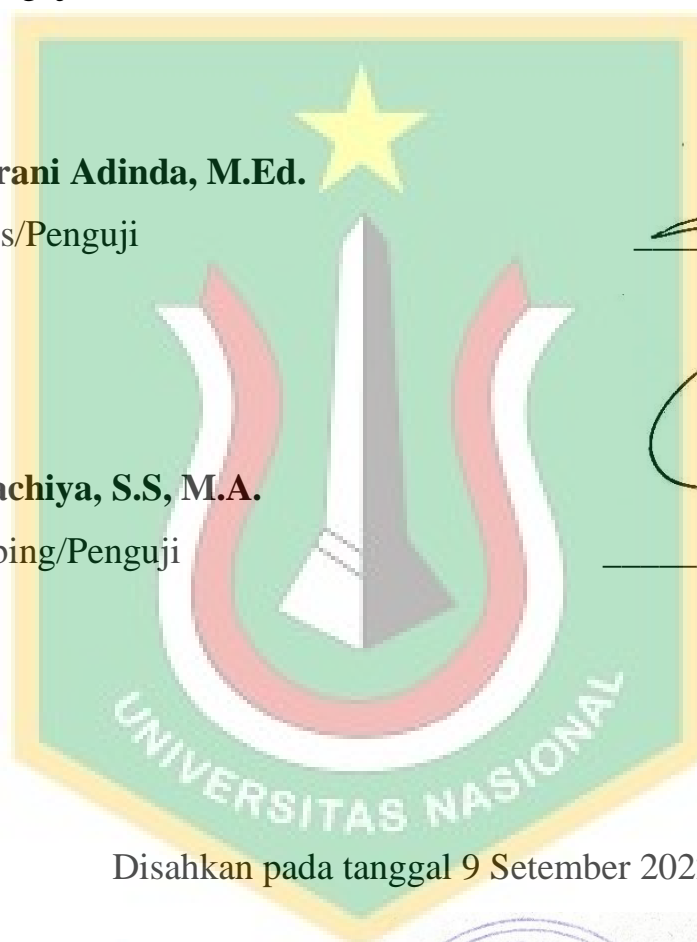 rani Adinda, M.Ed.
s/Penguji
achiya, S.S, M.A.
bing/Penguji
UNIVERSITAS NASIONAL
Disahkan pada tanggal 9 Setember 202